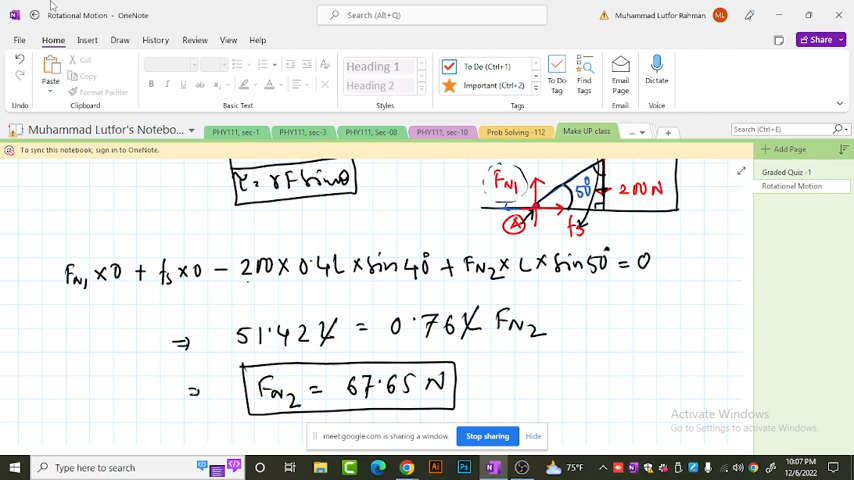 Rotational Motion - OneNote
Search (Alt+Q)
Muhammad Lutfor Rahman
ML
File Home Insert Draw History Review View Help
Share
Undo
Paste
Cut
Copy
Format Painter
Clipboard
B I U ab
Basic Text
Heading 1
Heading 2
Styles
To Do (Ctrl+1)
Important (Ctrl+2)
To Do Tag
Find Tags
Tags
Email Page
Email
Dictate
Voice
Muhammad Lutfor's Notebo...
PHY111, sec-1 PHY111, sec-3 PHY111, Sec-08 PHY111, sec-10 Prob Solving -112 Make UP class
Search (Ctrl+E)
To sync this notebook, sign in to OneNote.
Add Page
Graded Quiz -1
Rotational Motion
τ = rF sinθ
FN1
50°
200 N
A
fs
FN1 × 0 + fs × 0 - 200 × 0.4L × sin 40° + FN2 × L × sin 50° = 0
⇒ 51.42 L = 0.76 L FN2
⇒ FN2 = 67.65 N
Activate Windows
Go to Settings to activate Windows.
meet.google.com is sharing a window. Stop sharing Hide
Type here to search
75°F
10:07 PM
12/6/2022